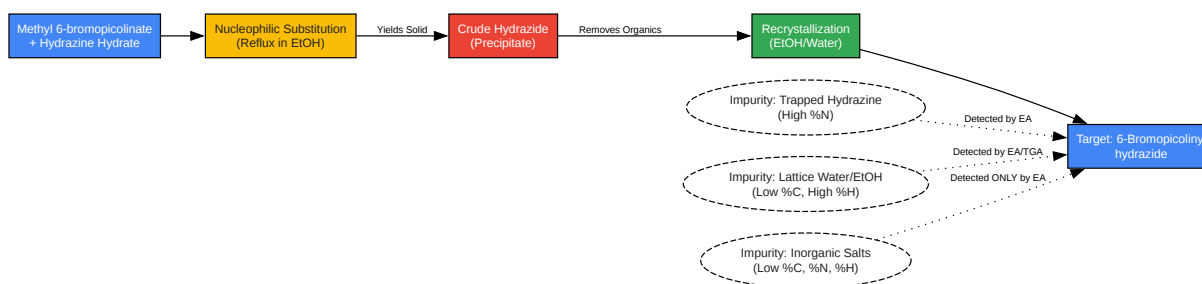 Methyl 6-bromopicolinate
+ Hydrazine Hydrate
Nucleophilic Substitution
(Reflux in EtOH)
Yields Solid
Crude Hydrazide
(Precipitate)
Removes Organics
Recrystallization
(EtOH/Water)
Impurity: Trapped Hydrazine
(High %N)
Detected by EA
Impurity: Lattice Water/EtOH
(Low %C, High %H)
Detected by EA/TGA
Detected ONLY by EA
Impurity: Inorganic Salts
(Low %C, %N, %H)
Target: 6-Bromopicoliny
hydrazide